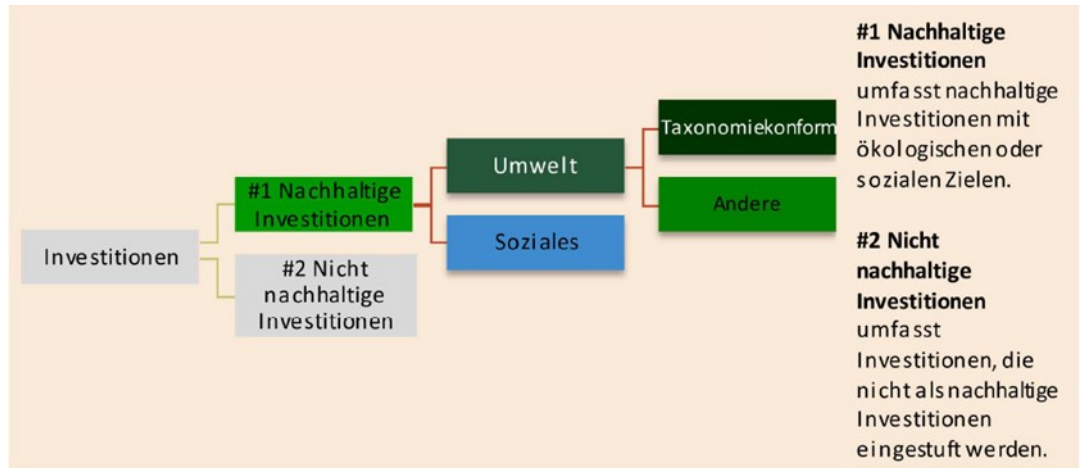 Investitionen
#1 Nachhaltige
Investitionen
#2 Nicht
nachhaltige
Investitionen
Umwelt
Soziales
Taxonomiekonform
Andere
#1 Nachhaltige
Investitionen
umfasst nachhaltige
Investitionen mit
ökologischen oder
sozialen Zielen.
#2 Nicht
nachhaltige
Investitionen
umfasst
Investitionen, die
nicht als nachhaltige
Investitionen
eingestuft werden.